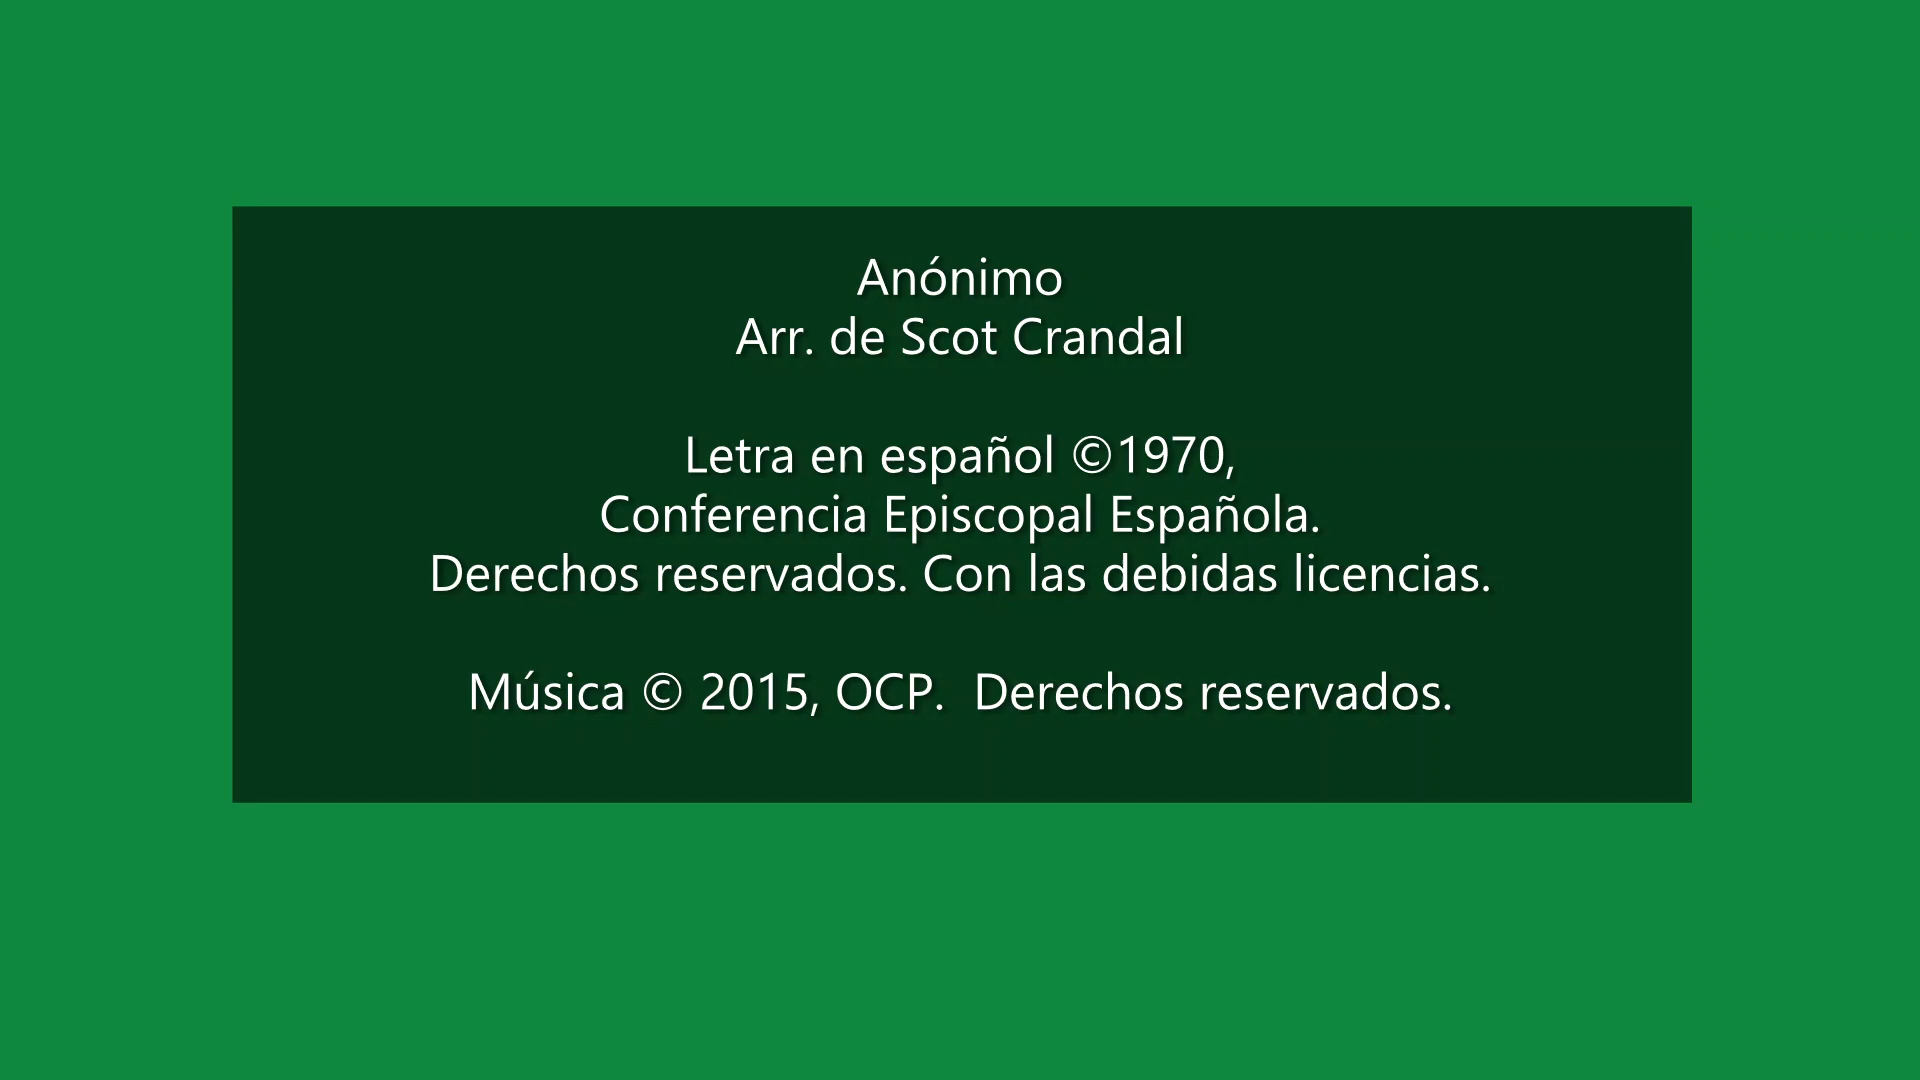 Anónimo
Arr. de Scot Crandal
Letra en español ©1970,
Conferencia Episcopal Española.
Derechos reservados. Con las debidas licencias.
Música © 2015, OCP.  Derechos reservados.